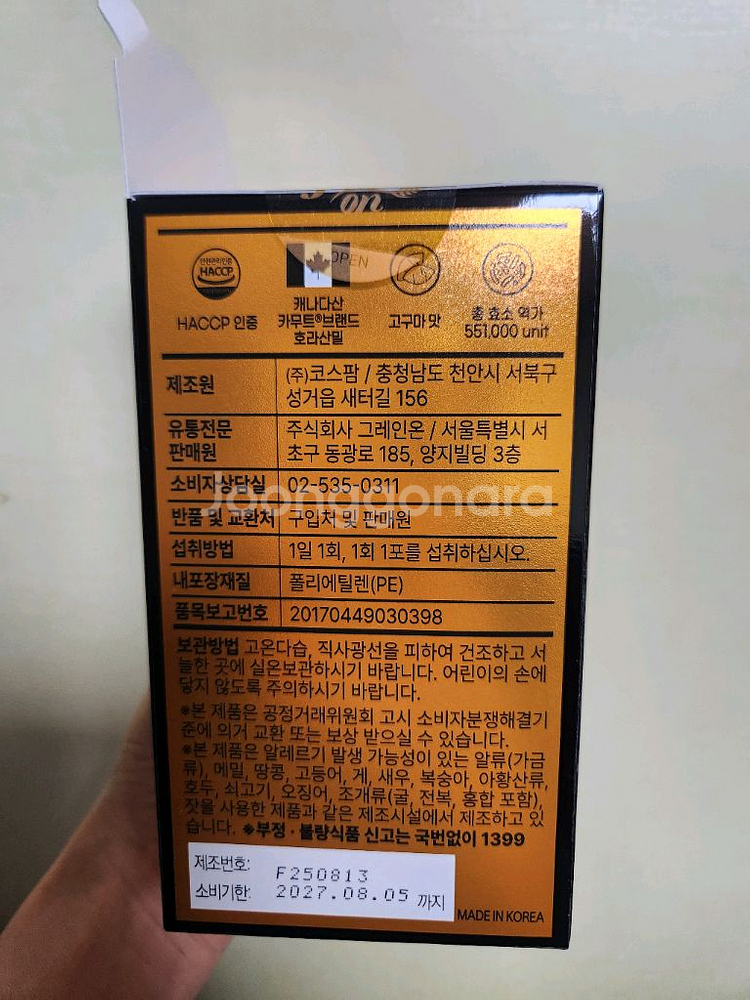 on
안전관리인증
HACCP
OPEN
HACCP 인증
캐나다산
카무트®브랜드
호라산밀
고구마 맛
총 효소 역가
551,000 unit
제조원
(주)코스팜 / 충청남도 천안시 서북구
성거읍 새터길 156
유통전문
판매원
주식회사 그레인온 / 서울특별시 서
초구 동광로 185, 양지빌딩 3층
소비자상담실 02-535-0311
Joonggonara
반품 및 교환처 구입처 및 판매원
섭취방법 1일 1회, 1회 1포를 섭취하십시오.
내포장재질 폴리에틸렌(PE)
품목보고번호 20170449030398
보관방법 고온다습, 직사광선을 피하여 건조하고 서
늘한 곳에 실온보관하시기 바랍니다. 어린이의 손에
닿지 않도록 주의하시기 바랍니다.
※본 제품은 공정거래위원회 고시 소비자분쟁해결기
준에 의거 교환 또는 보상 받으실 수 있습니다.
※본 제품은 알레르기 발생 가능성이 있는 알류(가금
류), 메밀, 땅콩, 고등어, 게, 새우, 복숭아, 아황산류,
호두, 쇠고기, 오징어, 조개류(굴, 전복, 홍합 포함),
잣을 사용한 제품과 같은 제조시설에서 제조하고 있
습니다. ※부정·불량식품 신고는 국번없이 1399
제조번호: F250813
소비기한: 2027.08.05 까지
MADE IN KOREA